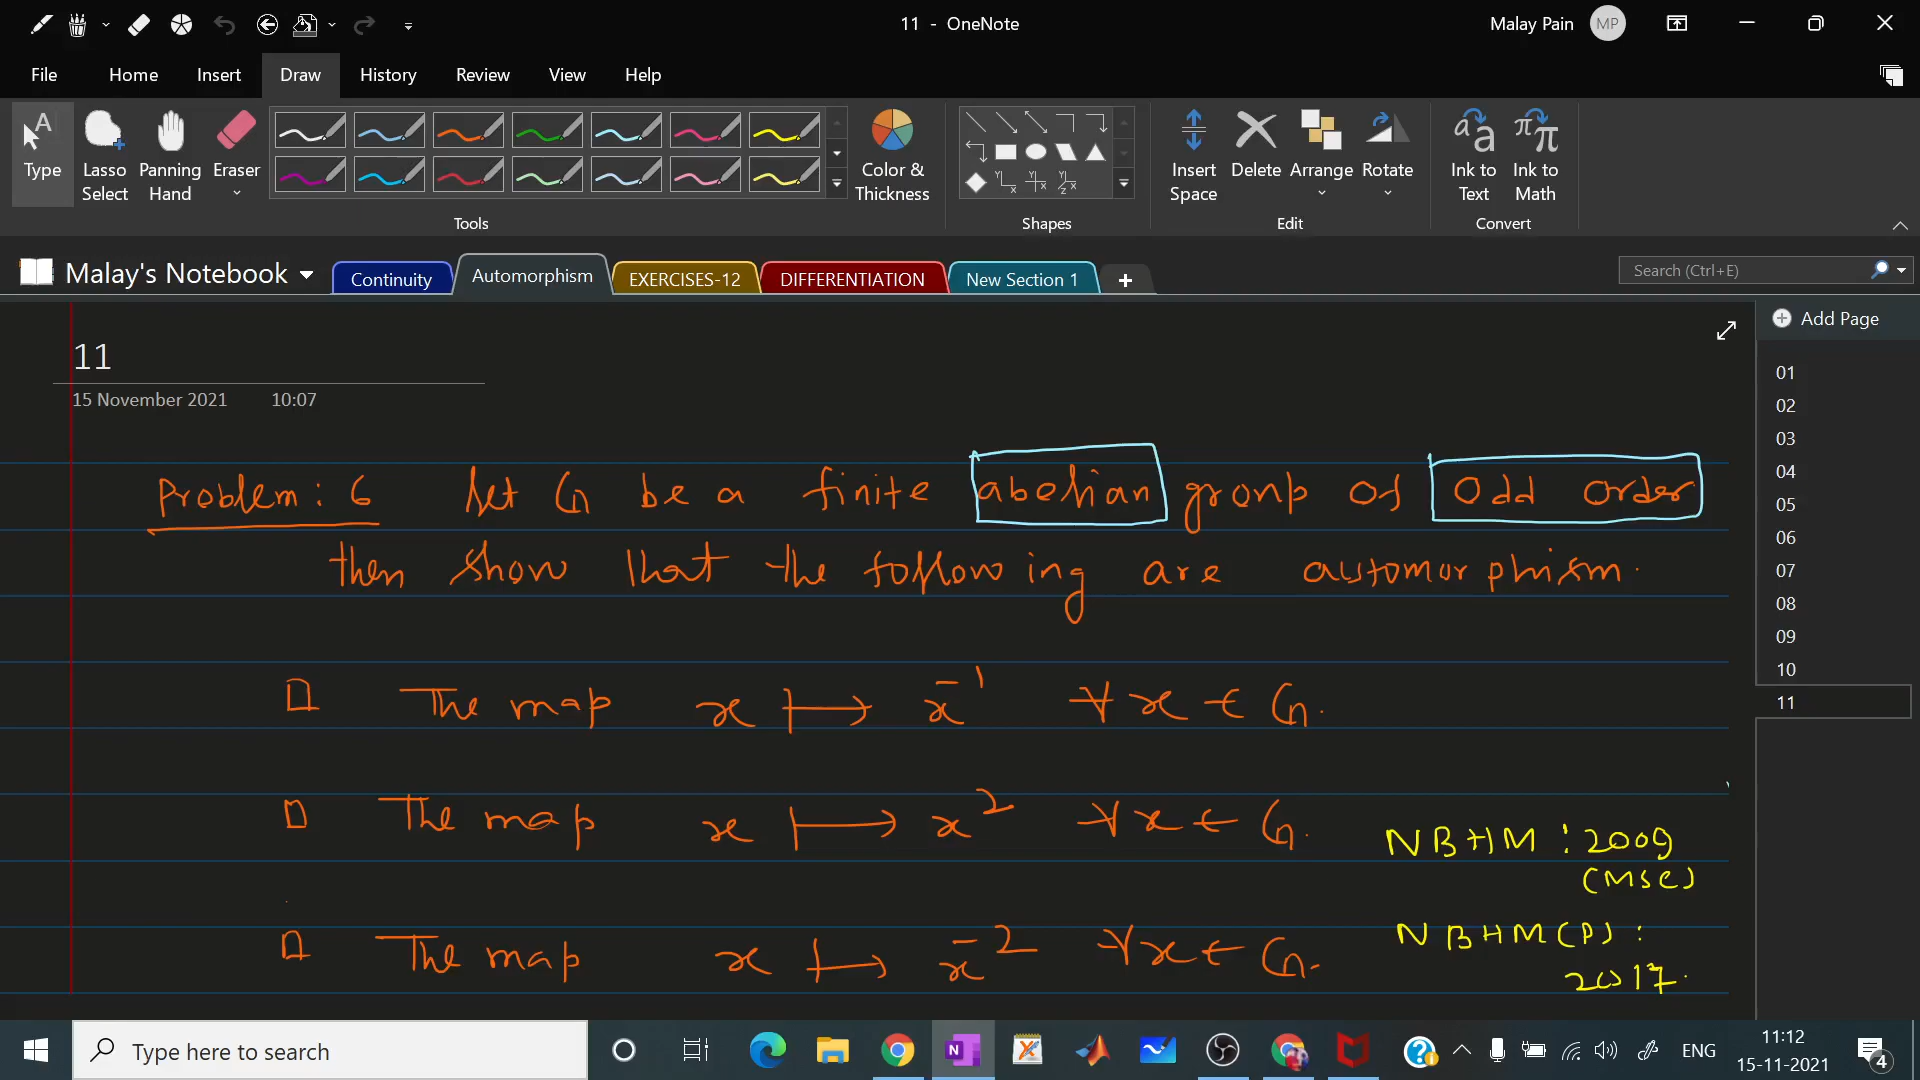 11 - OneNote
Malay Pain MP
File Home Insert Draw History Review View Help
Type Lasso Select Panning Hand Eraser Color & Thickness Insert Space Delete Arrange Rotate Ink to Text Ink to Math
Tools Shapes Edit Convert
Malay's Notebook Continuity Automorphism EXERCISES-12 DIFFERENTIATION New Section 1 + Search (Ctrl+E)
Add Page
01
02
03
04
05
06
07
08
09
10
11
11
15 November 2021 10:07
Problem: 6 Let G be a finite abelian group of odd order
then show that the following are automorphism.
The map x ↦ x⁻¹ ∀ x ∈ G.
The map x ↦ x² ∀ x ∈ G.
NBHM : 2009
(MSC)
The map x ↦ x⁻² ∀ x ∈ G.
NBHM(P) :
2017.
Type here to search
ENG 11:12
15-11-2021 4